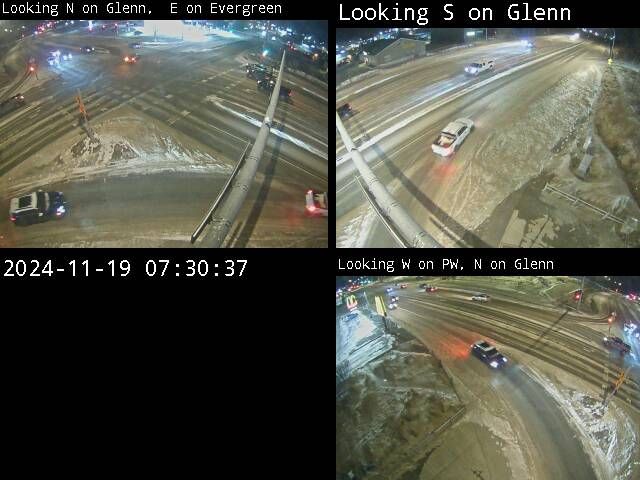 Looking N on Glenn,  E on Evergreen
Looking S on Glenn
2024-11-19 07:30:37
Looking W on PW, N on Glenn